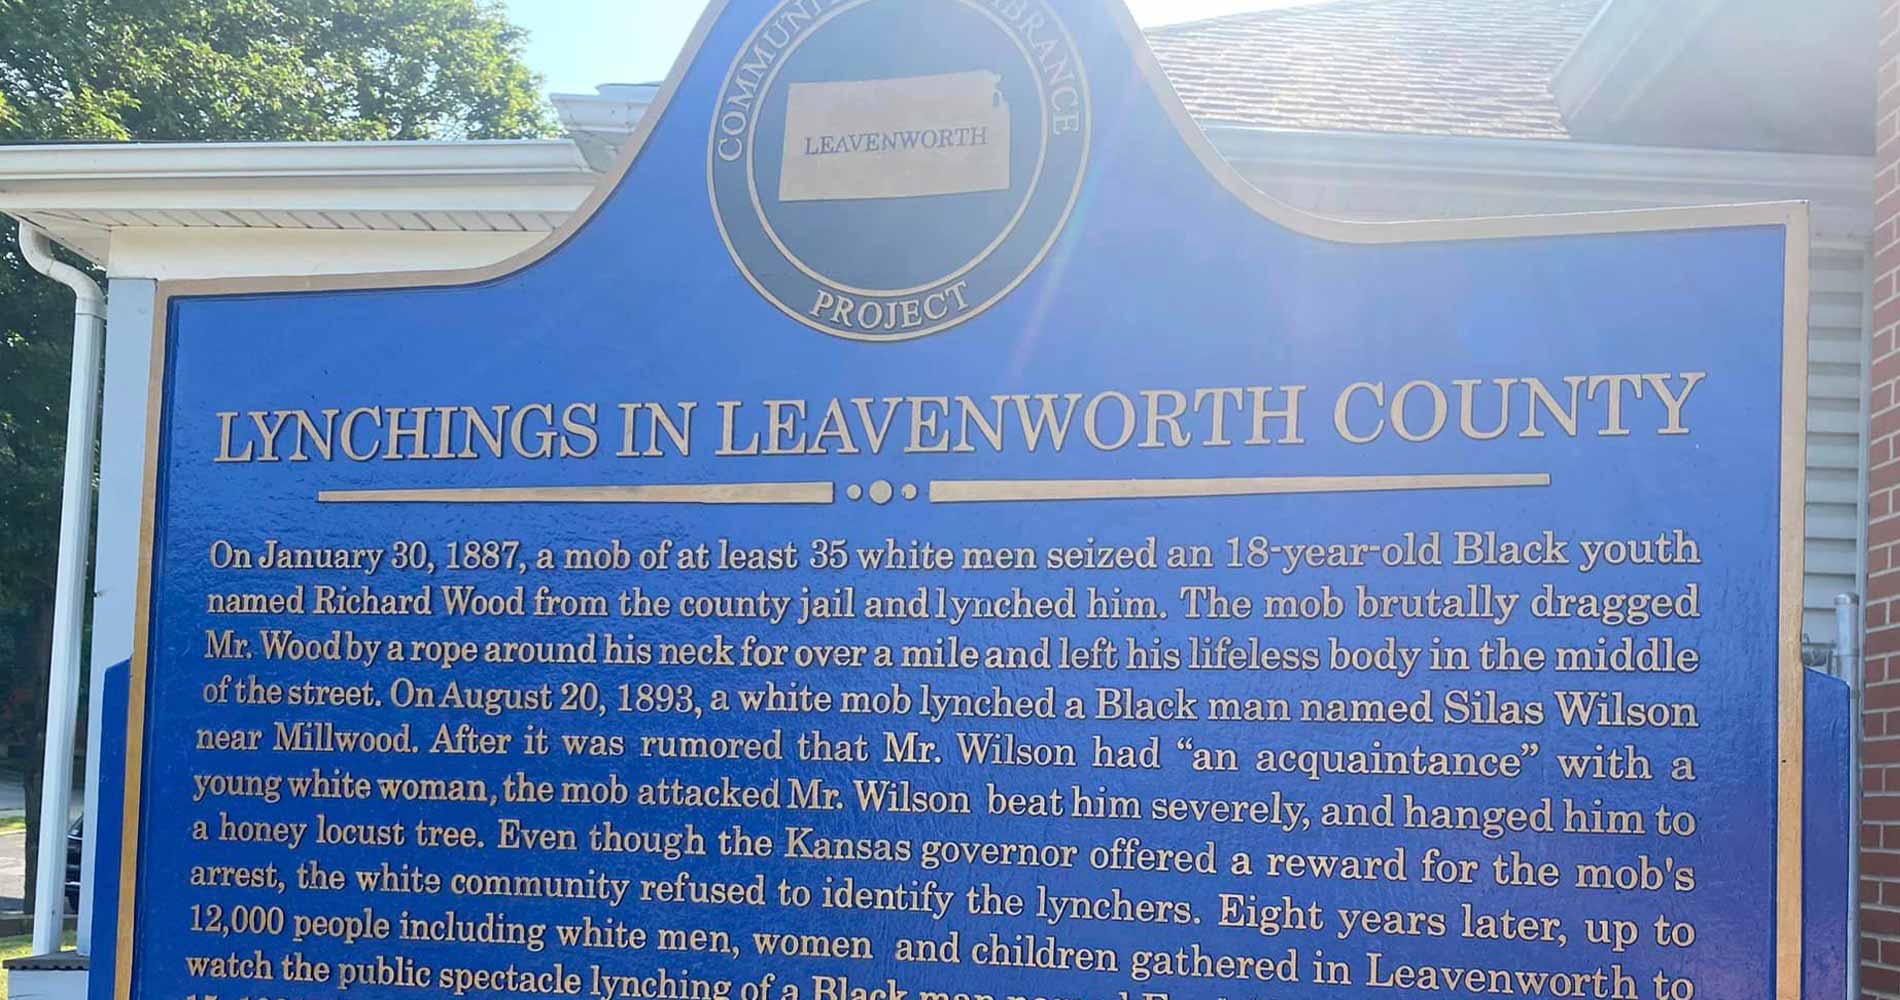 COMMUNI BRANCE
LEAVENWORTH
PROJECT
LYNCHINGS IN LEAVENWORTH COUNTY
On January 30, 1887, a mob of at least 35 white men seized an 18-year-old Black youth
named Richard Wood from the county jail and lynched him. The mob brutally dragged
Mr. Wood by a rope around his neck for over a mile and left his lifeless body in the middle
of the street. On August 20, 1893, a white mob lynched a Black man named Silas Wilson
near Millwood. After it was rumored that Mr. Wilson had “an acquaintance” with a
young white woman, the mob attacked Mr. Wilson beat him severely, and hanged him to
a honey locust tree. Even though the Kansas governor offered a reward for the mob's
arrest, the white community refused to identify the lynchers. Eight years later, up to
12,000 people including white men, women and children gathered in Leavenworth to
watch the public spectacle lynching of a Black man